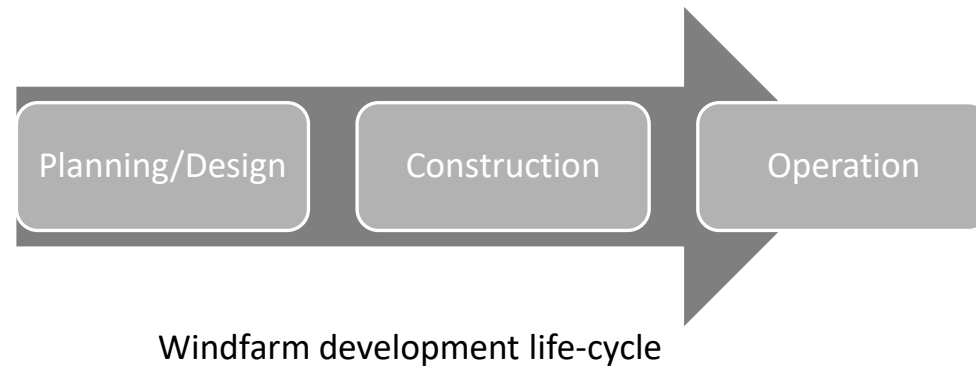 Planning/Design
Construction
Operation
Windfarm development life-cycle